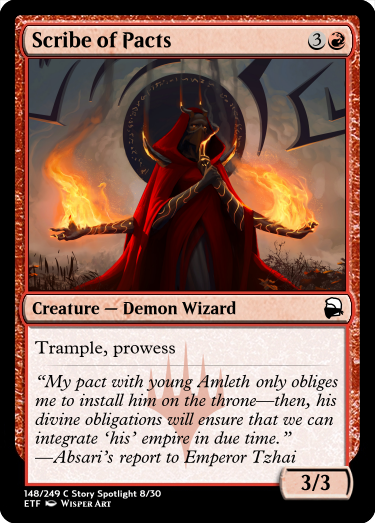 Scribe of Pacts 3
Creature — Demon Wizard
Trample, prowess
“My pact with young Amleth only obliges
me to install him on the throne—then, his
divine obligations will ensure that we can
integrate ‘his’ empire in due time.”
—Absari’s report to Emperor Tzhai
3/3
148/249 C Story Spotlight 8/30
ETF Wisper Art